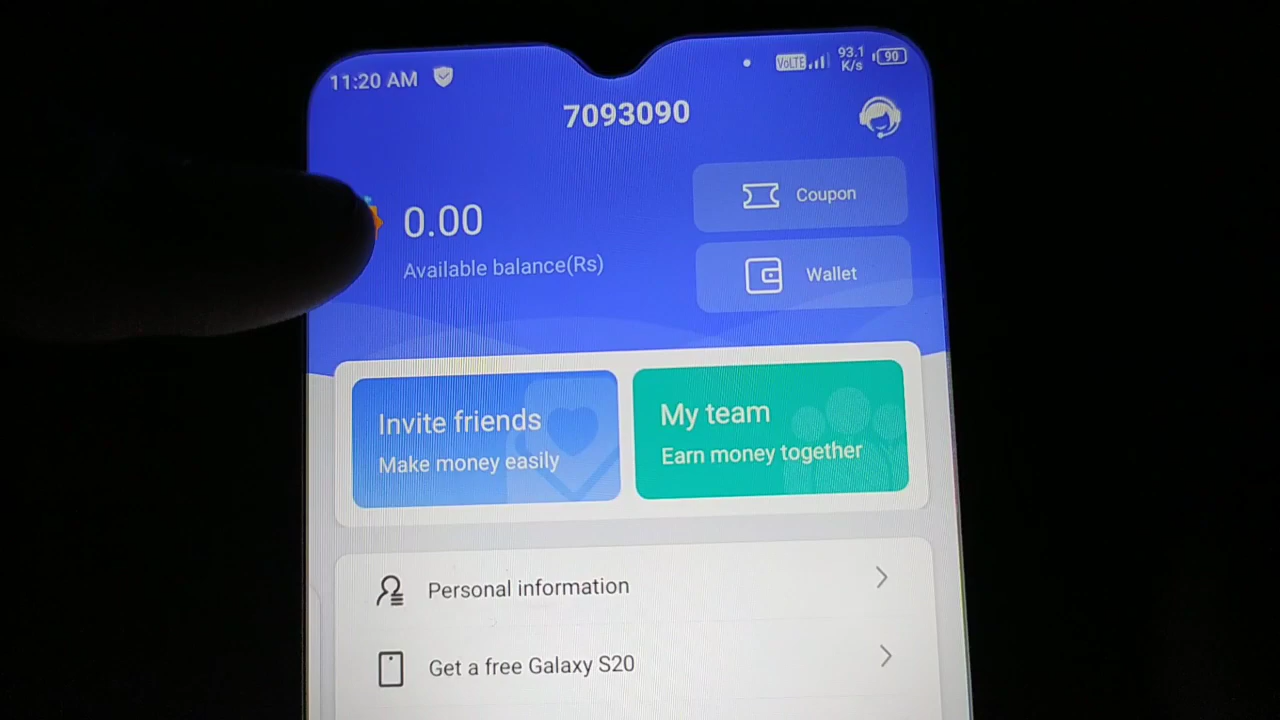 11:20 AM
VoLTE
93.1
K/s
90
7093090
0.00
Available balance(Rs)
Coupon
Wallet
Invite friends
Make money easily
My team
Earn money together
Personal information
Get a free Galaxy S20